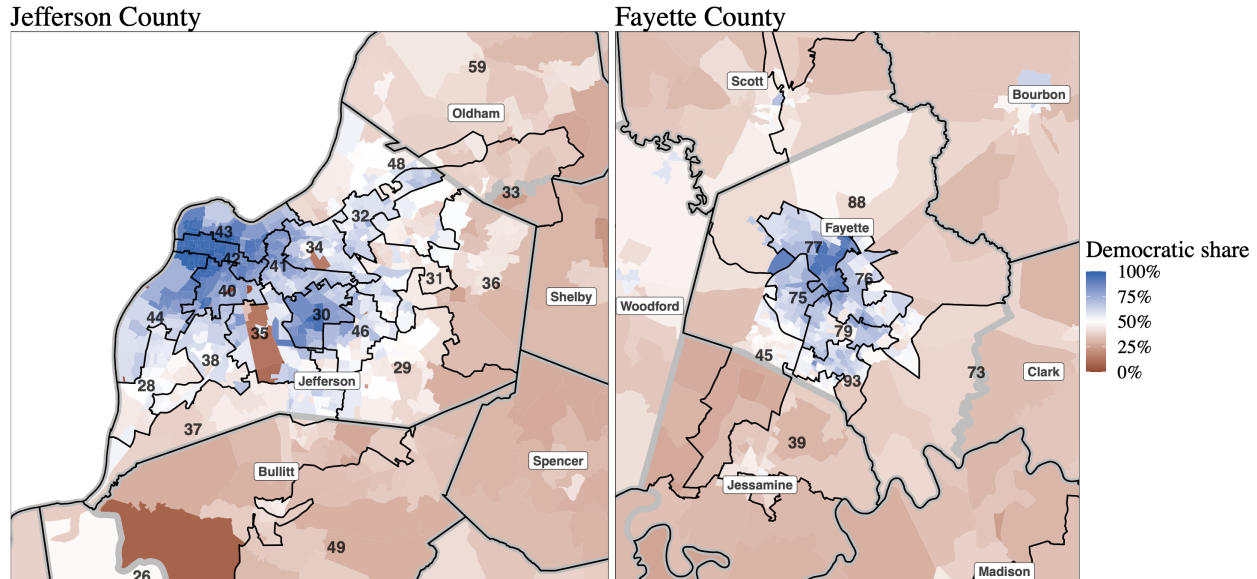 Jefferson County
59
Oldham
48
33
32
43
34
42
41
31
36
40
Shelby
44
30
35
46
38
29
Jefferson
28
37
Bullitt
Spencer
49
26
Fayette County
Scott
Bourbon
88
Fayette
77
76
75
Woodford
79
45
73
Clark
93
39
Jessamine
Madison
Democratic share
100%
75%
50%
25%
0%